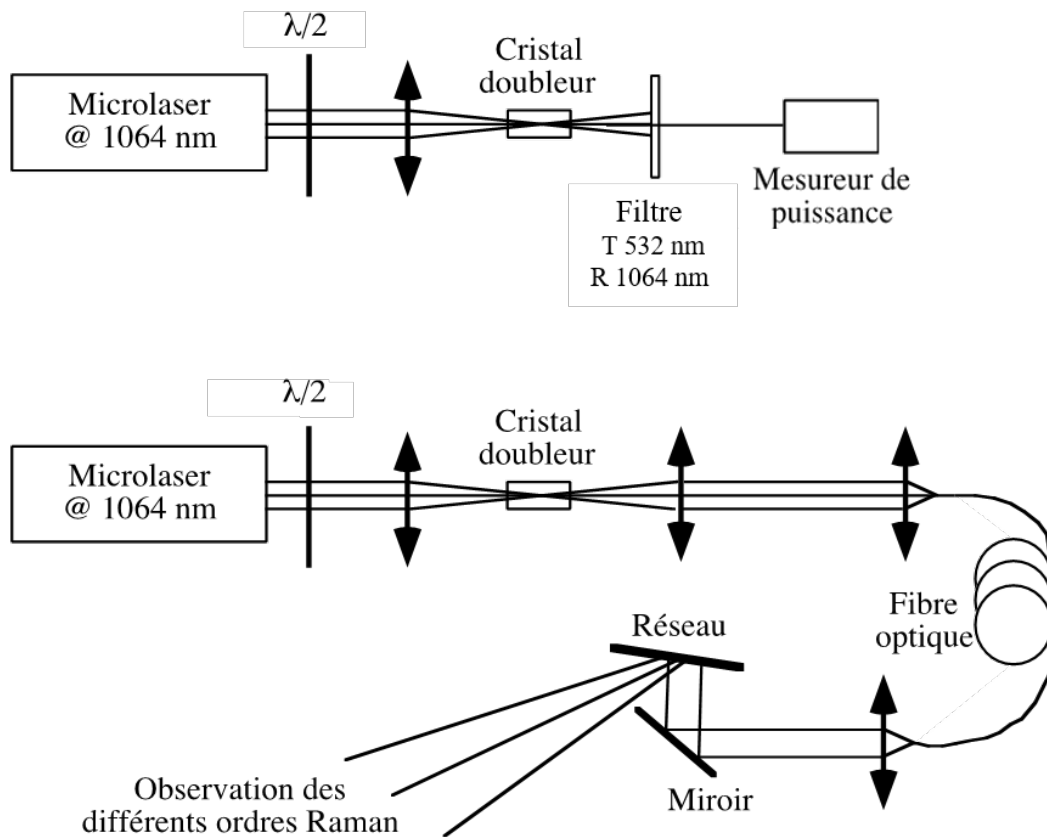 λ/2
Microlaser
@ 1064 nm
Cristal
doubleur
Filtre
T 532 nm
R 1064 nm
Mesureur de
puissance
λ/2
Microlaser
@ 1064 nm
Cristal
doubleur
Fibre
optique
Réseau
Miroir
Observation des
différents ordres Raman